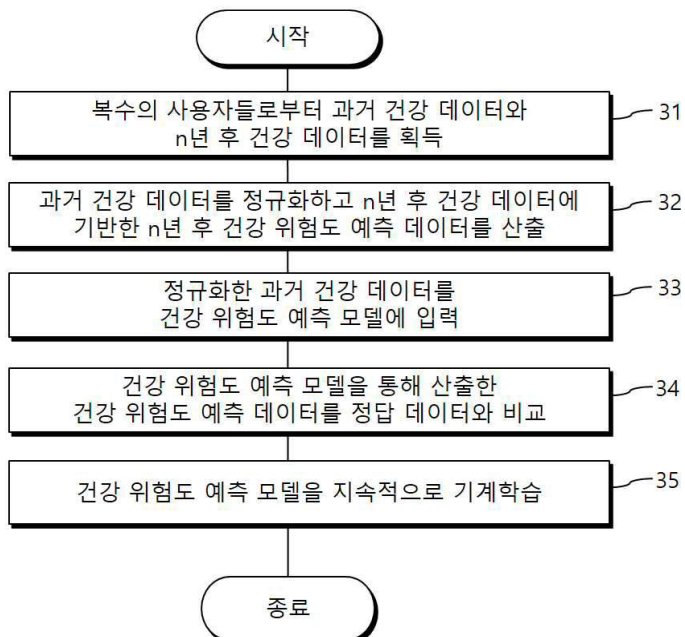 시작
복수의 사용자들로부터 과거 건강 데이터와
n년 후 건강 데이터를 획득
31
과거 건강 데이터를 정규화하고 n년 후 건강 데이터에
기반한 n년 후 건강 위험도 예측 데이터를 산출
32
정규화한 과거 건강 데이터를
건강 위험도 예측 모델에 입력
33
건강 위험도 예측 모델을 통해 산출한
건강 위험도 예측 데이터를 정답 데이터와 비교
34
건강 위험도 예측 모델을 지속적으로 기계학습
35
종료